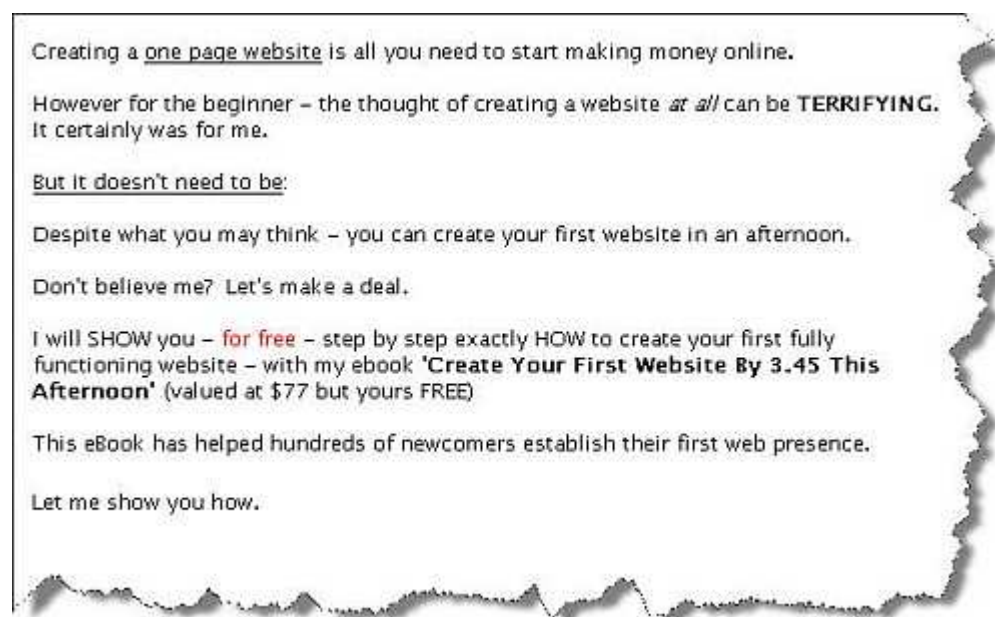 Creating a one page website is all you need to start making money online.
However for the beginner – the thought of creating a website at all can be TERRIFYING.
It certainly was for me.
But it doesn't need to be:
Despite what you may think – you can create your first website in an afternoon.
Don't believe me?  Let's make a deal.
I will SHOW you – for free – step by step exactly HOW to create your first fully
functioning website – with my ebook 'Create Your First Website By 3.45 This
Afternoon' (valued at $77 but yours FREE)
This eBook has helped hundreds of newcomers establish their first web presence.
Let me show you how.